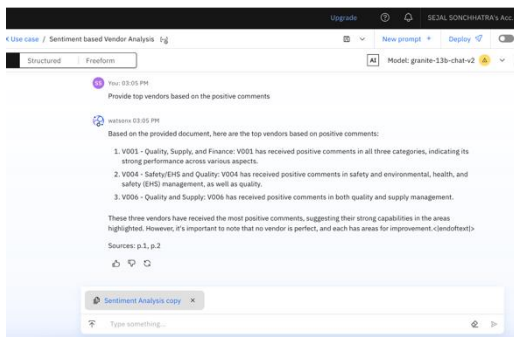 Upgrade
SEJAL SONCHHATRA's Acc.
Use case / Sentiment based Vendor Analysis
New prompt +
Deploy
Structured
Freeform
AI
Model: granite-13b-chat-v2
SS
You: 03:05 PM
Provide top vendors based on the positive comments
watsonx 03:05 PM
Based on the provided document, here are the top vendors based on positive comments:
1. V001 - Quality, Supply, and Finance: V001 has received positive comments in all three categories, indicating its
strong performance across various aspects.
2. V004 - Safety/EHS and Quality: V004 has received positive comments in safety and environmental, health, and
safety (EHS) management, as well as quality.
3. V006 - Quality and Supply: V006 has received positive comments in both quality and supply management.
These three vendors have received the most positive comments, suggesting their strong capabilities in the areas
highlighted. However, it's important to note that no vendor is perfect, and each has areas for improvement.<|endoftext|>
Sources: p.1, p.2
Sentiment Analysis copy ×
Type something...